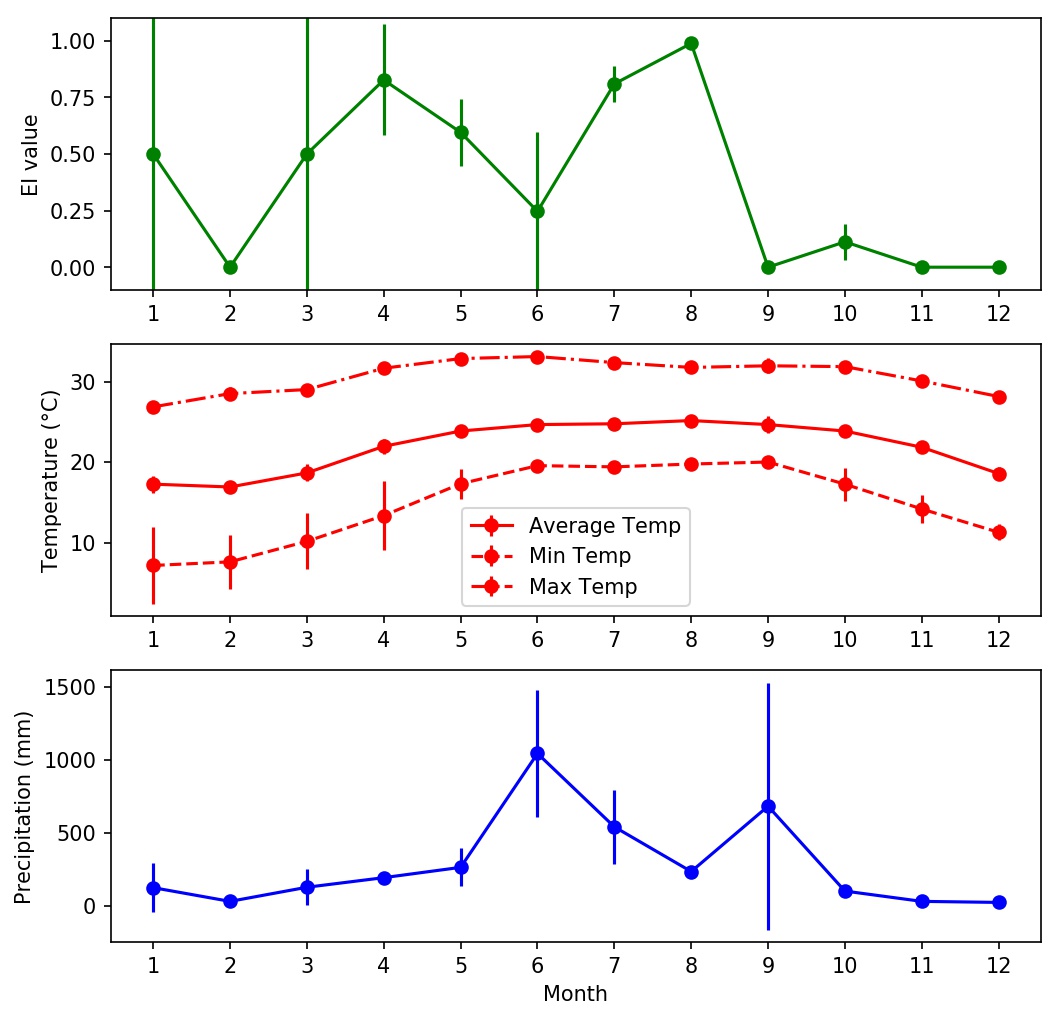 EI value
1.00
0.75
0.50
0.25
0.00
1 2 3 4 5 6 7 8 9 10 11 12
Temperature (°C)
30
20
10
Average Temp
Min Temp
Max Temp
1 2 3 4 5 6 7 8 9 10 11 12
Precipitation (mm)
1500
1000
500
0
1 2 3 4 5 6 7 8 9 10 11 12
Month